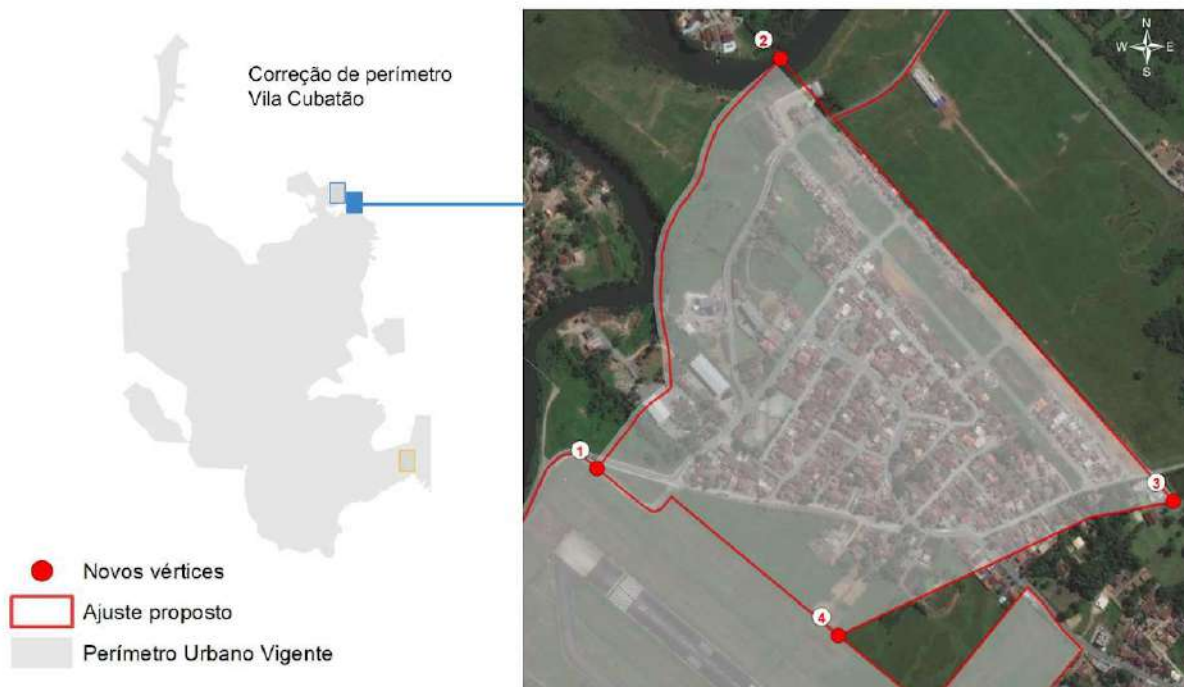 Correção de perímetro
Vila Cubatão
Novos vértices
Ajuste proposto
Perímetro Urbano Vigente
N
W E
S
2
1
3
4